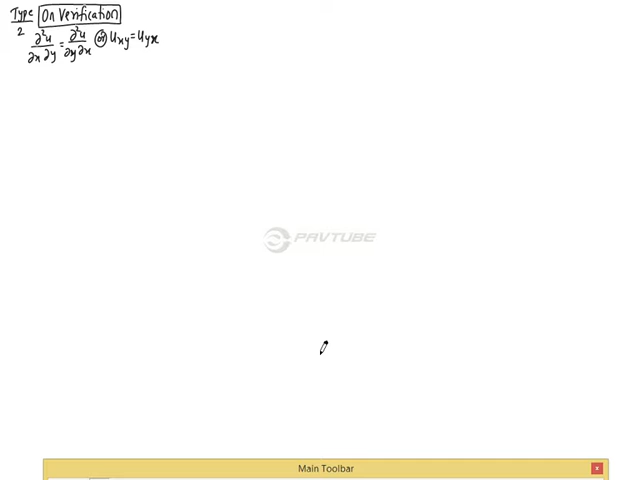 Type On Verification
2 ∂²u/∂x ∂y = ∂²u/∂y ∂x or uxy = uyx
PAVTUBE
Main Toolbar
x